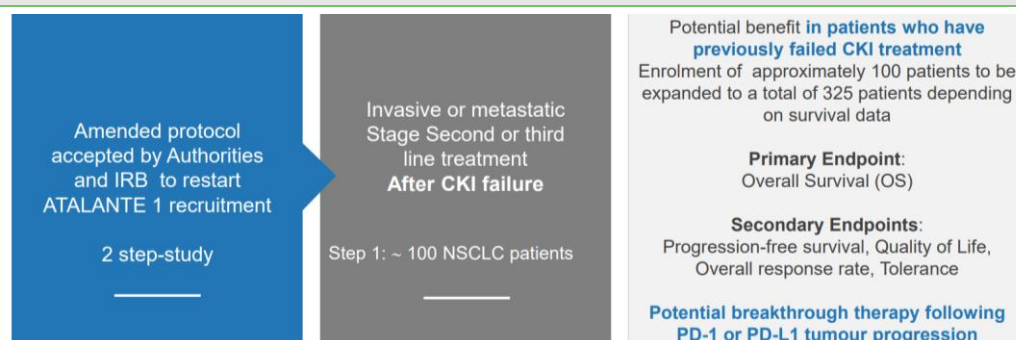 Amended protocol
accepted by Authorities
and IRB to restart
ATALANTE 1 recruitment
2 step-study
Invasive or metastatic
Stage Second or third
line treatment
After CKI failure
Step 1: ~ 100 NSCLC patients
Potential benefit in patients who have
previously failed CKI treatment
Enrolment of approximately 100 patients to be
expanded to a total of 325 patients depending
on survival data
Primary Endpoint:
Overall Survival (OS)
Secondary Endpoints:
Progression-free survival, Quality of Life,
Overall response rate, Tolerance
Potential breakthrough therapy following
PD-1 or PD-L1 tumour progression